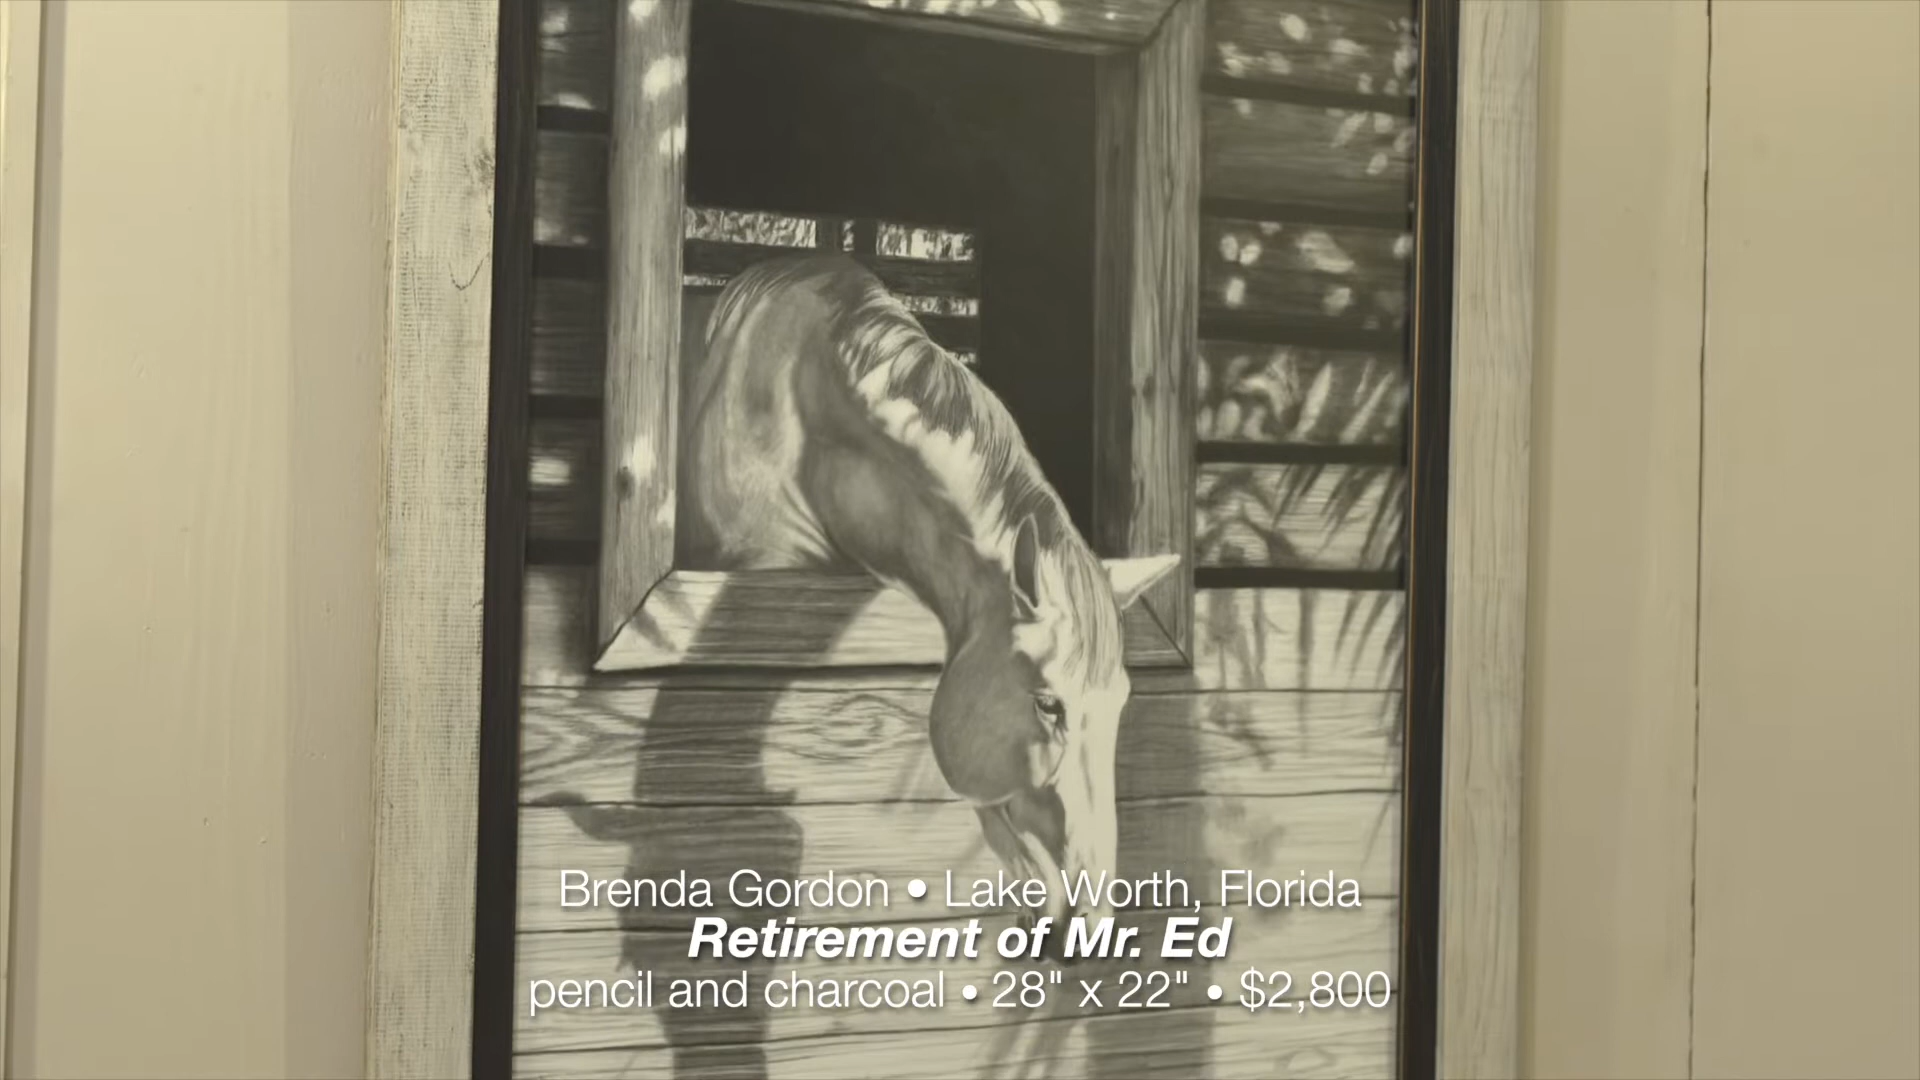 Brenda Gordon • Lake Worth, Florida
Retirement of Mr. Ed
pencil and charcoal • 28" x 22" • $2,800